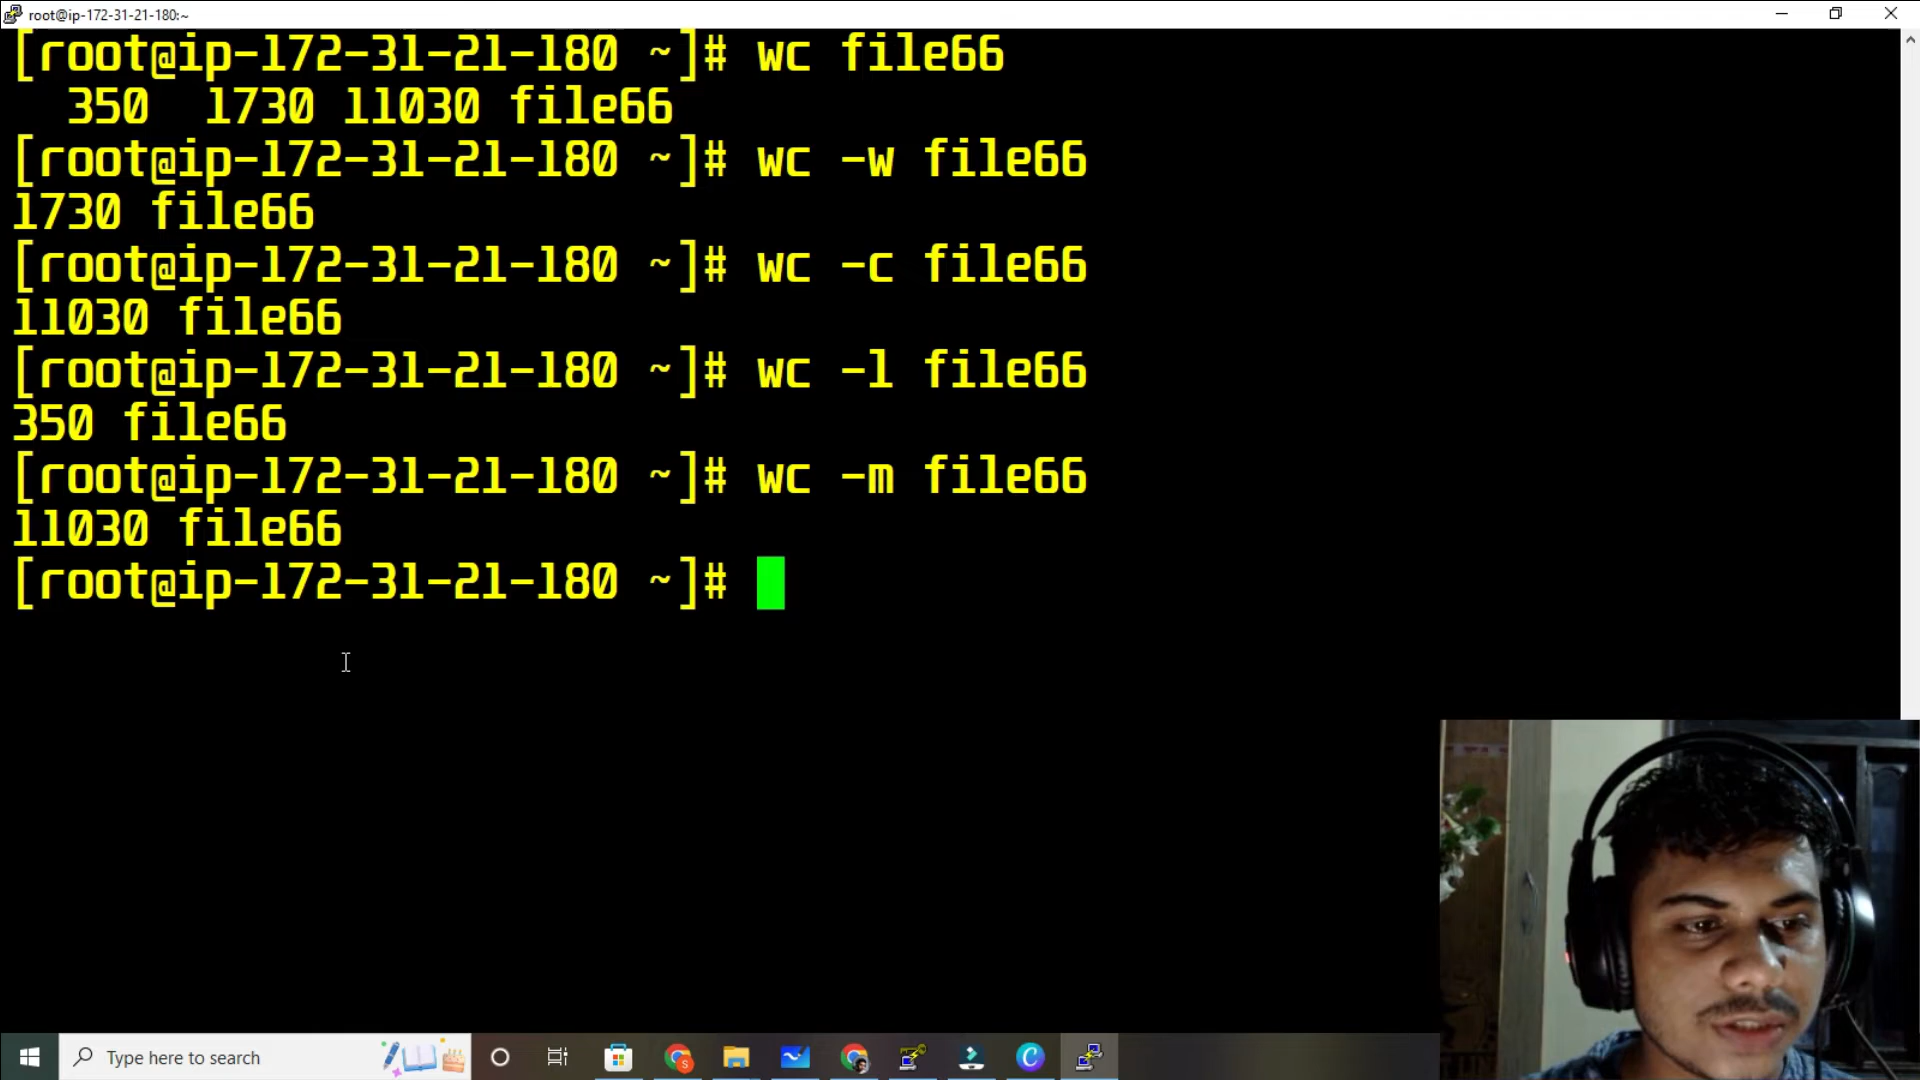 root@ip-172-31-21-180:~
[root@ip-172-31-21-180 ~]# wc file66
  350  1730 11030 file66
[root@ip-172-31-21-180 ~]# wc -w file66
1730 file66
[root@ip-172-31-21-180 ~]# wc -c file66
11030 file66
[root@ip-172-31-21-180 ~]# wc -l file66
350 file66
[root@ip-172-31-21-180 ~]# wc -m file66
11030 file66
[root@ip-172-31-21-180 ~]#
Type here to search